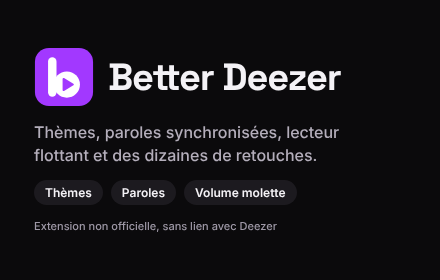 Better Deezer
Thèmes, paroles synchronisées, lecteur
flottant et des dizaines de retouches.
Thèmes Paroles Volume molette
Extension non officielle, sans lien avec Deezer